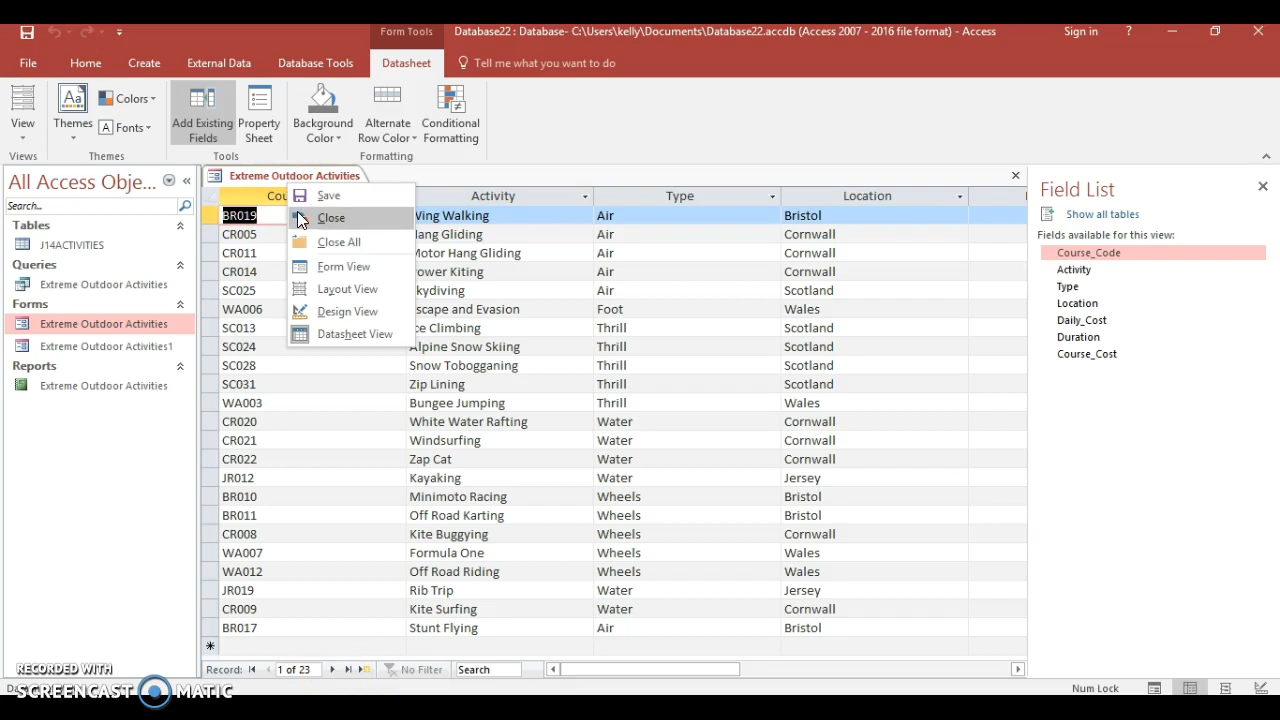 Form Tools
Database22 : Database- C:\Users\kelly\Documents\Database22.accdb (Access 2007 - 2016 file format) - Access
Sign in ?
File Home Create External Data Database Tools Datasheet Tell me what you want to do
View
Themes
Colors
Fonts
Add Existing Fields
Property Sheet
Background Color
Alternate Row Color
Conditional Formatting
Views Themes Tools Formatting
All Access Obje...
Search...
Tables
J14ACTIVITIES
Queries
Extreme Outdoor Activities
Forms
Extreme Outdoor Activities
Extreme Outdoor Activities1
Reports
Extreme Outdoor Activities
Extreme Outdoor Activities
Activity Type Location
Save
Close
Close All
Form View
Layout View
Design View
Datasheet View
BR019 Wing Walking Air Bristol
CR005 Hang Gliding Air Cornwall
CR011 Motor Hang Gliding Air Cornwall
CR014 Power Kiting Air Cornwall
SC025 Skydiving Air Scotland
WA006 Escape and Evasion Foot Wales
SC013 Ice Climbing Thrill Scotland
SC024 Alpine Snow Skiing Thrill Scotland
SC028 Snow Tobogganing Thrill Scotland
SC031 Zip Lining Thrill Scotland
WA003 Bungee Jumping Thrill Wales
CR020 White Water Rafting Water Cornwall
CR021 Windsurfing Water Cornwall
CR022 Zap Cat Water Cornwall
JR012 Kayaking Water Jersey
BR010 Minimoto Racing Wheels Bristol
BR011 Off Road Karting Wheels Bristol
CR008 Kite Buggying Wheels Cornwall
WA007 Formula One Wheels Wales
WA012 Off Road Riding Wheels Wales
JR019 Rib Trip Water Jersey
CR009 Kite Surfing Water Cornwall
BR017 Stunt Flying Air Bristol
Record: 1 of 23 No Filter Search
Field List
Show all tables
Fields available for this view:
Course_Code
Activity
Type
Location
Daily_Cost
Duration
Course_Cost
RECORDED WITH
SCREENCAST MATIC
Num Lock